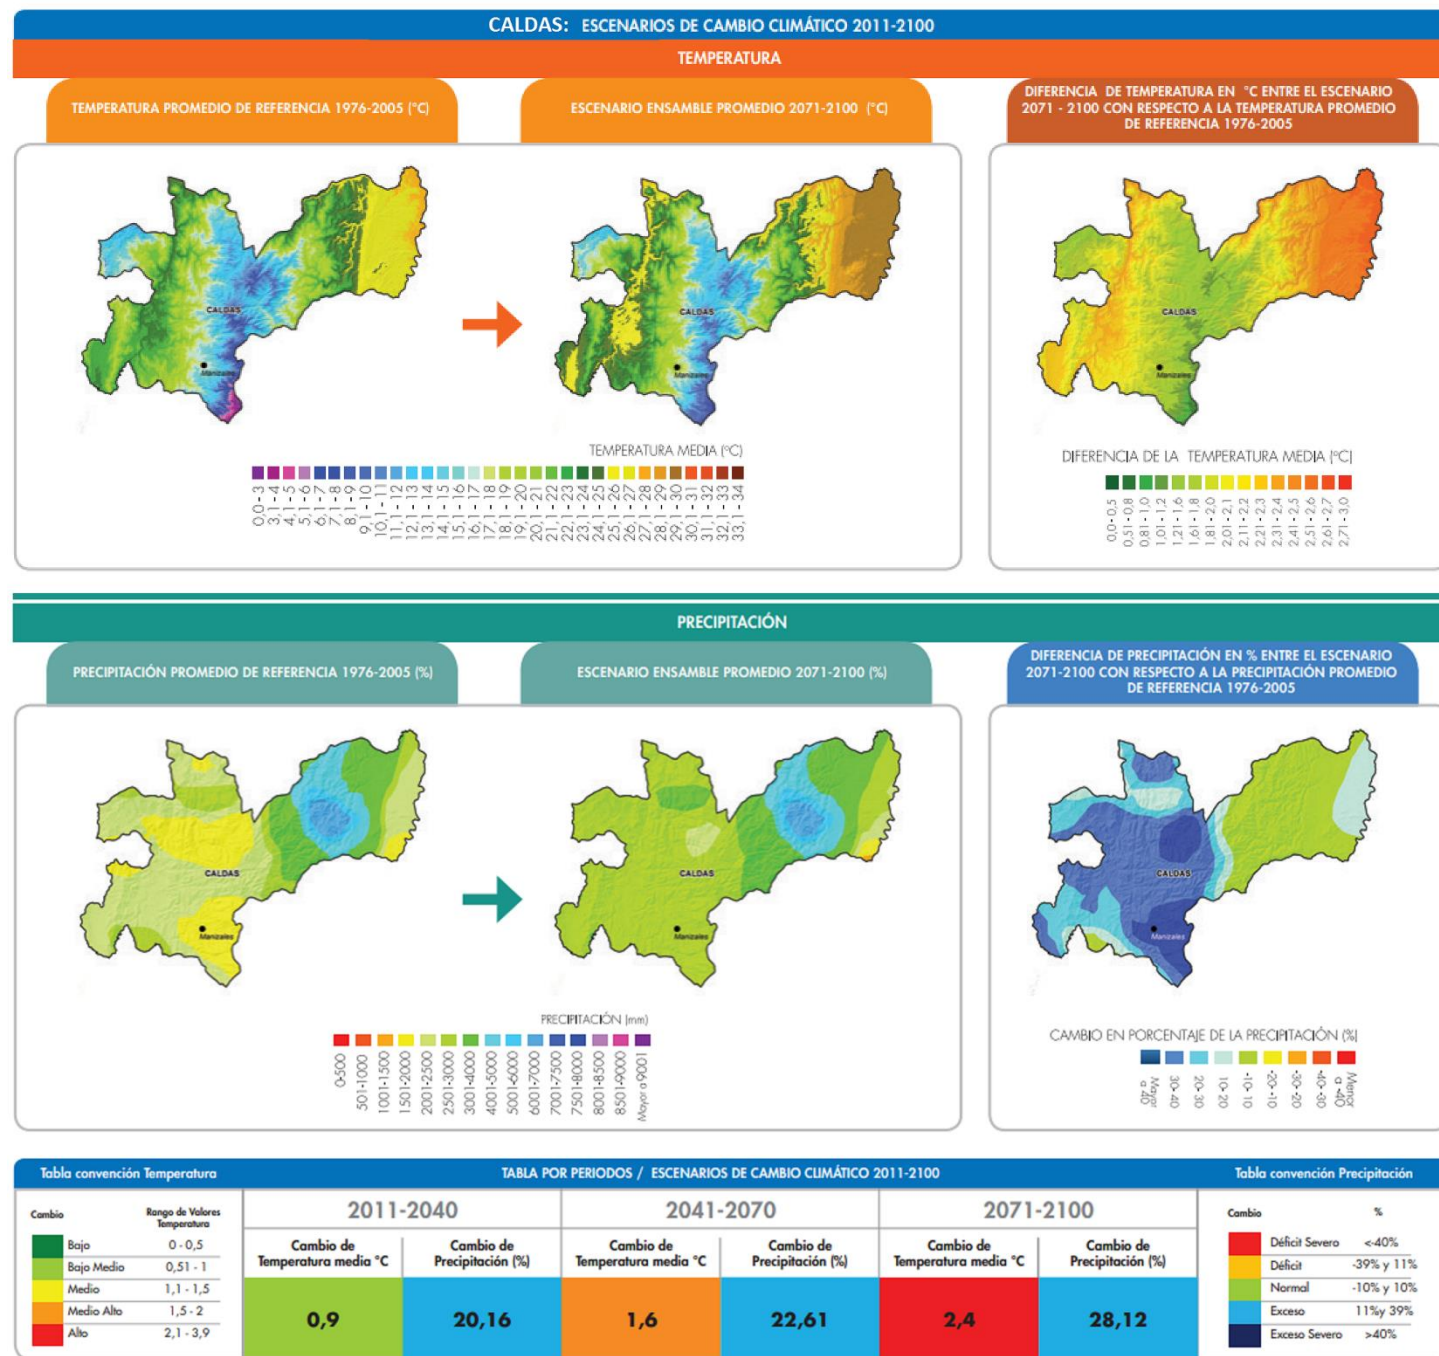 CALDAS: ESCENARIOS DE CAMBIO CLIMÁTICO 2011-2100
TEMPERATURA
TEMPERATURA PROMEDIO DE REFERENCIA 1976-2005 (°C)
ESCENARIO ENSAMBLE PROMEDIO 2071-2100 (°C)
DIFERENCIA DE TEMPERATURA EN °C ENTRE EL ESCENARIO
2071 - 2100 CON RESPECTO A LA TEMPERATURA PROMEDIO
DE REFERENCIA 1976-2005
CALDAS
Manizales
CALDAS
Manizales
CALDAS
Manizales
TEMPERATURA MEDIA (°C)
0,0 - 3
3,1 - 4
4,1 - 5
5,1 - 6
6,1 - 7
7,1 - 8
8,1 - 9
9,1 - 10
10,1 - 11
11,1 - 12
12,1 - 13
13,1 - 14
14,1 - 15
15,1 - 16
16,1 - 17
17,1 - 18
18,1 - 19
19,1 - 20
20,1 - 21
21,1 - 22
22,1 - 23
23,1 - 24
24,1 - 25
25,1 - 26
26,1 - 27
27,1 - 28
28,1 - 29
29,1 - 30
30,1 - 31
31,1 - 32
32,1 - 33
33,1 - 34
DIFERENCIA DE LA TEMPERATURA MEDIA (°C)
0,0 - 0,5
0,51 - 0,8
0,81 - 1,0
1,01 - 1,2
1,21 - 1,6
1,61 - 1,8
1,81 - 2,0
2,01 - 2,1
2,11 - 2,2
2,21 - 2,3
2,31 - 2,4
2,41 - 2,5
2,51 - 2,6
2,61 - 2,7
2,71 - 3,0
PRECIPITACIÓN
PRECIPITACIÓN PROMEDIO DE REFERENCIA 1976-2005 (%)
ESCENARIO ENSAMBLE PROMEDIO 2071-2100 (%)
DIFERENCIA DE PRECIPITACIÓN EN % ENTRE EL ESCENARIO
2071-2100 CON RESPECTO A LA PRECIPITACIÓN PROMEDIO
DE REFERENCIA 1976-2005
CALDAS
Manizales
CALDAS
Manizales
CALDAS
Manizales
PRECIPITACIÓN (mm)
0-500
501-1000
1001-1500
1501-2000
2001-2500
2501-3000
3001-4000
4001-5000
5001-6000
6001-7000
7001-7500
7501-8000
8001-8500
8501-9000
Mayor a 9001
CAMBIO EN PORCENTAJE DE LA PRECIPITACIÓN (%)
Mayor a 40
30-40
20-30
10-20
-10-10
-20-10
-30--20
-40-30
Menor a -40
Tabla convención Temperatura
TABLA POR PERIODOS / ESCENARIOS DE CAMBIO CLIMÁTICO 2011-2100
Tabla convención Precipitación
Cambio Rango de Valores Temperatura
Bajo 0 - 0,5
Bajo Medio 0,51 - 1
Medio 1,1 - 1,5
Medio Alto 1,5 - 2
Alto 2,1 - 3,9
2011-2040 2041-2070 2071-2100
Cambio de Temperatura media °C
Cambio de Precipitación (%)
Cambio de Temperatura media °C
Cambio de Precipitación (%)
Cambio de Temperatura media °C
Cambio de Precipitación (%)
0,9 20,16 1,6 22,61 2,4 28,12
Cambio %
Déficit Severo <-40%
Déficit -39% y 11%
Normal -10% y 10%
Exceso 11%y 39%
Exceso Severo >40%